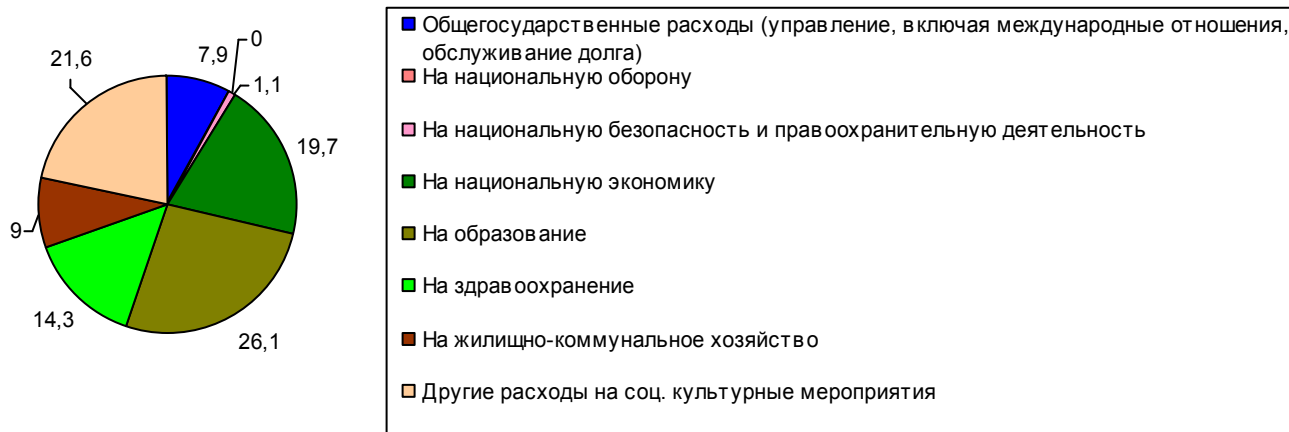 7,9
0
1,1
19,7
26,1
14,3
9
21,6
Общегосударственные расходы (управление, включая международные отношения,
обслуживание долга)
На национальную оборону
На национальную безопасность и правоохранительную деятельность
На национальную экономику
На образование
На здравоохранение
На жилищно-коммунальное хозяйство
Другие расходы на соц. культурные мероприятия